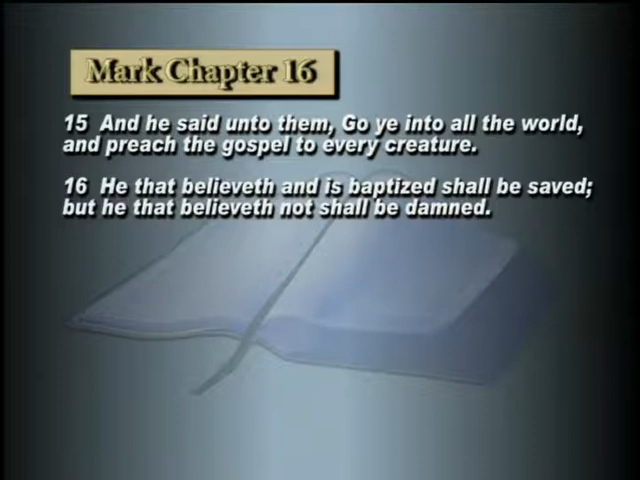 Mark Chapter 16
15 And he said unto them, Go ye into all the world,
and preach the gospel to every creature.
16 He that believeth and is baptized shall be saved;
but he that believeth not shall be damned.